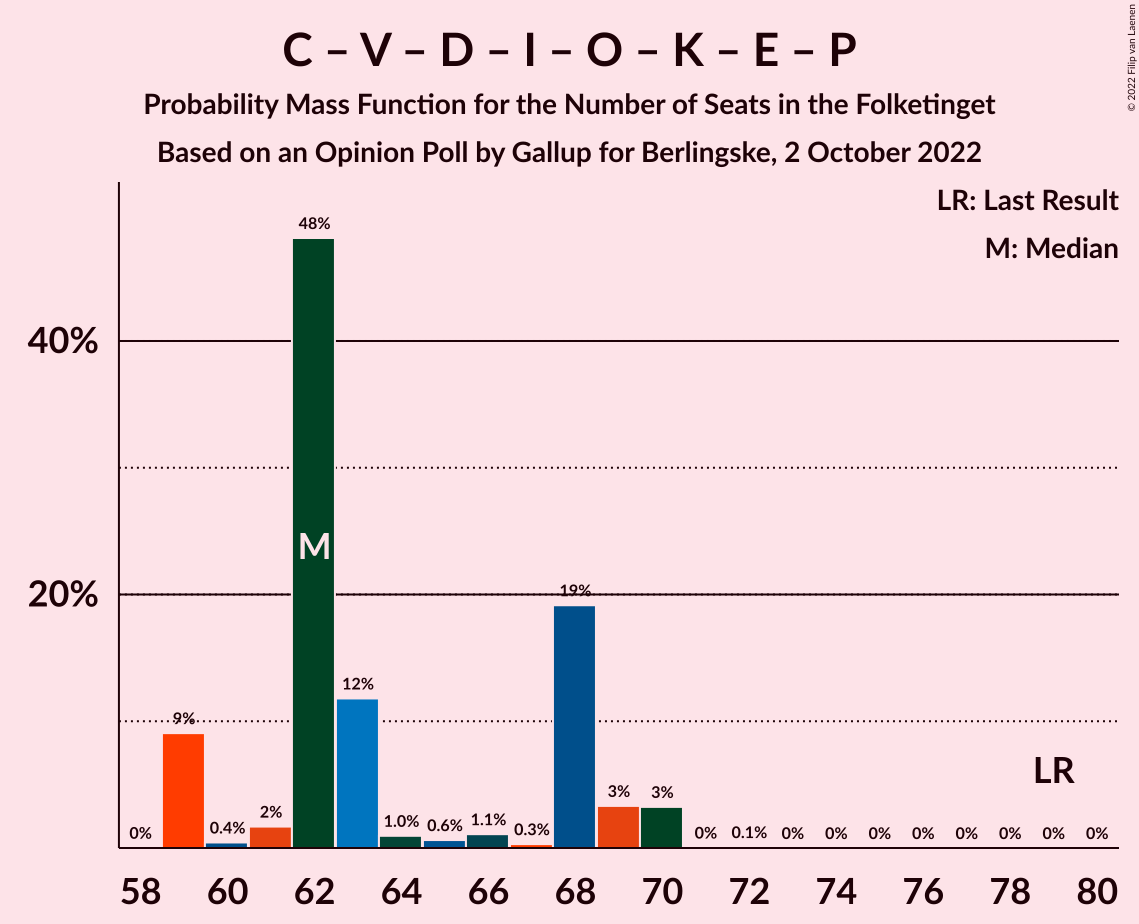 C – V – D – I – O – K – E – P
Probability Mass Function for the Number of Seats in the Folketinget
Based on an Opinion Poll by Gallup for Berlingske, 2 October 2022
© 2022 Filip van Laenen
LR: Last Result
M: Median
48%
40%
M
20%
19%
12%
9%
LR
0% 0.4% 2% 1.0% 0.6% 1.1% 0.3% 3% 3% 0% 0.1% 0% 0% 0% 0% 0% 0% 0% 0%
58 60 62 64 66 68 70 72 74 76 78 80